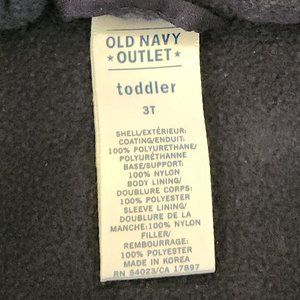 OLD NAVY
★OUTLET★
toddler
3T
SHELL/EXTÉRIEUR:
COATING/ENDUIT:
100% POLYURETHANE/
POLYURÉTHANNE
BASE/SUPPORT:
100% NYLON
BODY LINING/
DOUBLURE CORPS:
100% POLYESTER
SLEEVE LINING/
DOUBLURE DE LA
MANCHE:100% NYLON
FILLER/
REMBOURRAGE:
100% POLYESTER
MADE IN KOREA
RN 54023/CA 17897